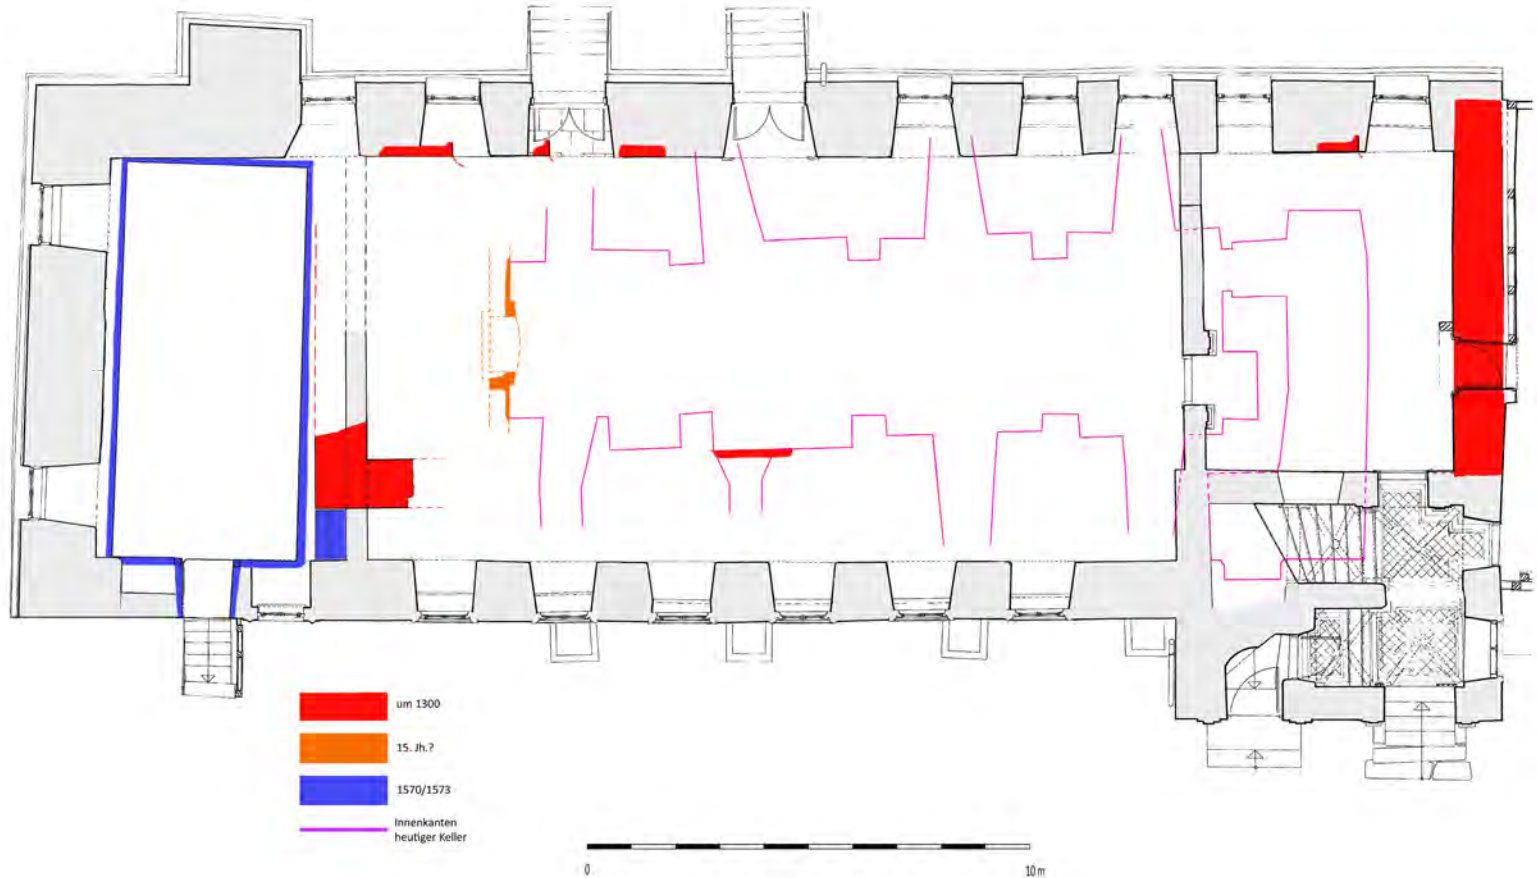 um 1300
15. Jh.?
1570/1573
Innenkanten
heutiger Keller
0
10 m